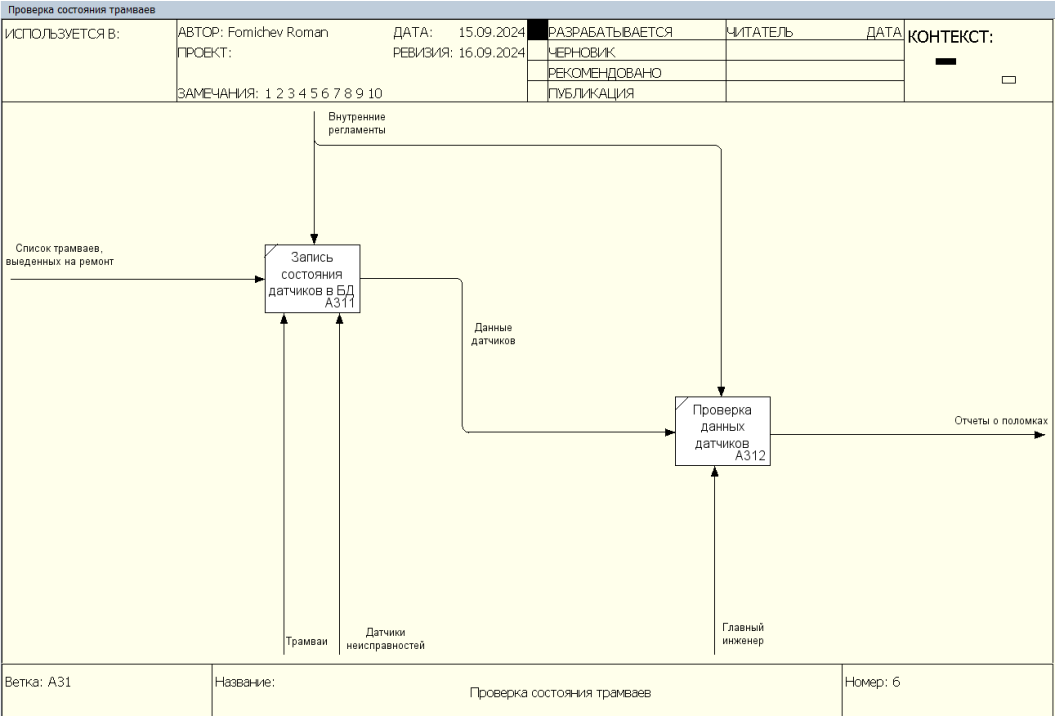 Проверка состояния трамваев
ИСПОЛЬЗУЕТСЯ В:
АВТОР: Fomichev Roman
ДАТА: 15.09.2024
ПРОЕКТ:
РЕВИЗИЯ: 16.09.2024
ЗАМЕЧАНИЯ: 1 2 3 4 5 6 7 8 9 10
РАЗРАБАТЫВАЕТСЯ
ЧЕРНОВИК
РЕКОМЕНДОВАНО
ПУБЛИКАЦИЯ
ЧИТАТЕЛЬ
ДАТА
КОНТЕКСТ:
Внутренние
регламенты
Список трамваев,
выеденных на ремонт
Запись
состояния
датчиков в БД
A311
Данные
датчиков
Проверка
данных
датчиков
A312
Отчеты о поломках
Трамваи
Датчики
неисправностей
Главный
инженер
Ветка: A31
Название:
Проверка состояния трамваев
Номер: 6